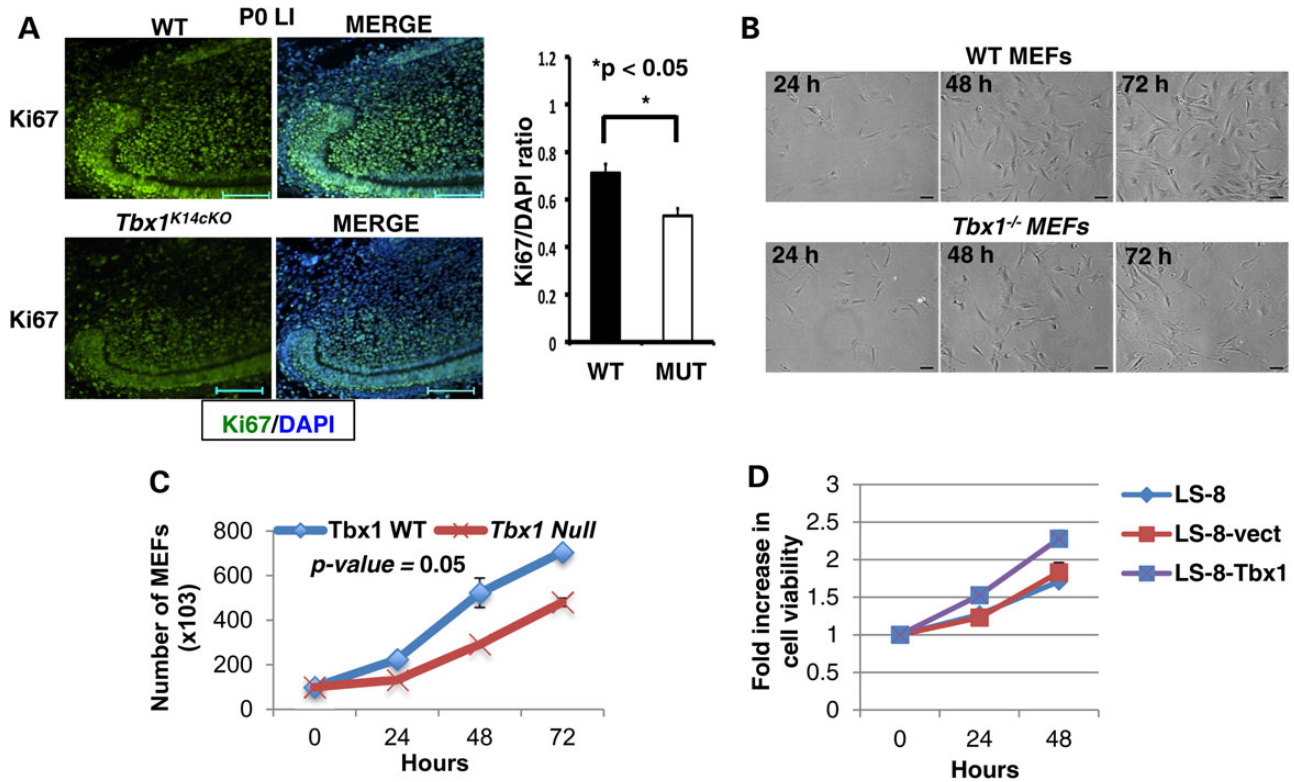 A
P0 LI
WT
MERGE
Ki67
Tbx1K14cKO
MERGE
Ki67
Ki67/DAPI
*p < 0.05
*
Ki67/DAPI ratio
1.2
1
0.8
0.6
0.4
0.2
0
WT
MUT
B
WT MEFs
24 h
48 h
72 h
Tbx1-/- MEFs
24 h
48 h
72 h
C
Tbx1 WT
Tbx1 Null
p-value = 0.05
Number of MEFs
(x103)
800
600
400
200
0
0
24
48
72
Hours
D
Fold increase in
cell viability
3
2.5
2
1.5
1
0.5
0
0
24
48
Hours
LS-8
LS-8-vect
LS-8-Tbx1